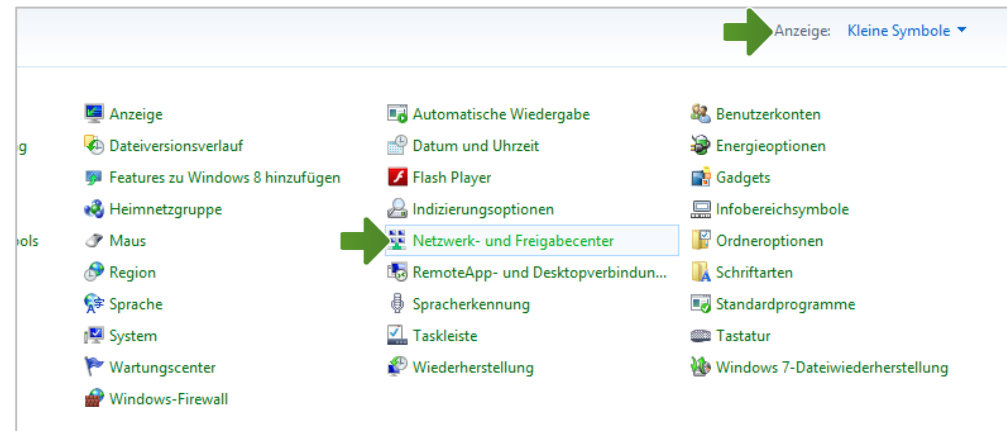 Anzeige: Kleine Symbole
Anzeige Automatische Wiedergabe Benutzerkonten
Dateiversionsverlauf Datum und Uhrzeit Energieoptionen
Features zu Windows 8 hinzufügen Flash Player Gadgets
Heimnetzgruppe Indizierungsoptionen Infobereichsymbole
Maus Netzwerk- und Freigabecenter Ordneroptionen
Region RemoteApp- und Desktopverbindun... Schriftarten
Sprache Spracherkennung Standardprogramme
System Taskleiste Tastatur
Wartungscenter Wiederherstellung Windows 7-Dateiwiederherstellung
Windows-Firewall